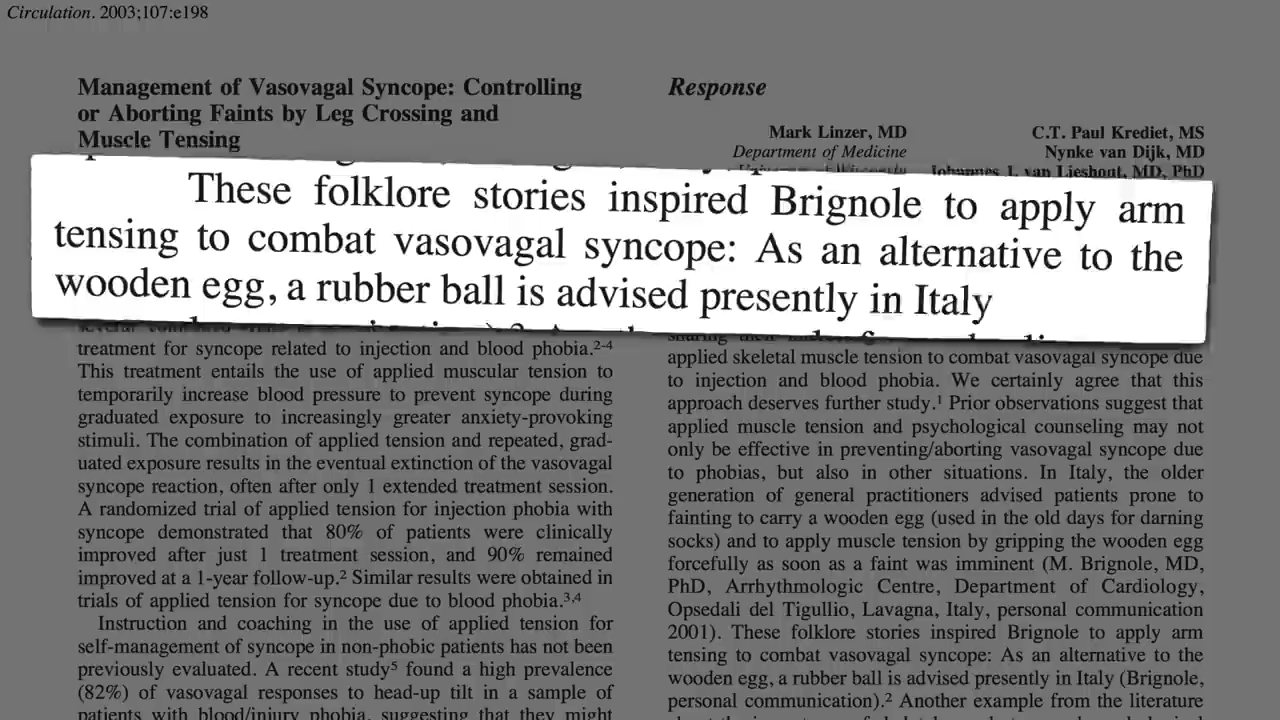 Circulation. 2003;107:e198
Management of Vasovagal Syncope: Controlling
or Aborting Faints by Leg Crossing and
Muscle Tensing
Response
Mark Linzer, MD
Department of Medicine
C.T. Paul Krediet, MS
Nynke van Dijk, MD
Johannes J. van Lieshout, MD, PhD
These folklore stories inspired Brignole to apply arm
tensing to combat vasovagal syncope: As an alternative to the
wooden egg, a rubber ball is advised presently in Italy
treatment for syncope related to injection and blood phobia.2-4
This treatment entails the use of applied muscular tension to
temporarily increase blood pressure to prevent syncope during
graduated exposure to increasingly greater anxiety-provoking
stimuli. The combination of applied tension and repeated, grad-
uated exposure results in the eventual extinction of the vasovagal
syncope reaction, often after only 1 extended treatment session.
A randomized trial of applied tension for injection phobia with
syncope demonstrated that 80% of patients were clinically
improved after just 1 treatment session, and 90% remained
improved at a 1-year follow-up.2 Similar results were obtained in
trials of applied tension for syncope due to blood phobia.3,4
Instruction and coaching in the use of applied tension for
self-management of syncope in non-phobic patients has not been
previously evaluated. A recent study5 found a high prevalence
(82%) of vasovagal responses to head-up tilt in a sample of
patients with blood/injury phobia, suggesting that they might
applied skeletal muscle tension to combat vasovagal syncope due
to injection and blood phobia. We certainly agree that this
approach deserves further study.1 Prior observations suggest that
applied muscle tension and psychological counseling may not
only be effective in preventing/aborting vasovagal syncope due
to phobias, but also in other situations. In Italy, the older
generation of general practitioners advised patients prone to
fainting to carry a wooden egg (used in the old days for darning
socks) and to apply muscle tension by gripping the wooden egg
forcefully as soon as a faint was imminent (M. Brignole, MD,
PhD, Arrhythmologic Centre, Department of Cardiology,
Opsedali del Tigullio, Lavagna, Italy, personal communication
2001). These folklore stories inspired Brignole to apply arm
tensing to combat vasovagal syncope: As an alternative to the
wooden egg, a rubber ball is advised presently in Italy (Brignole,
personal communication).2 Another example from the literature